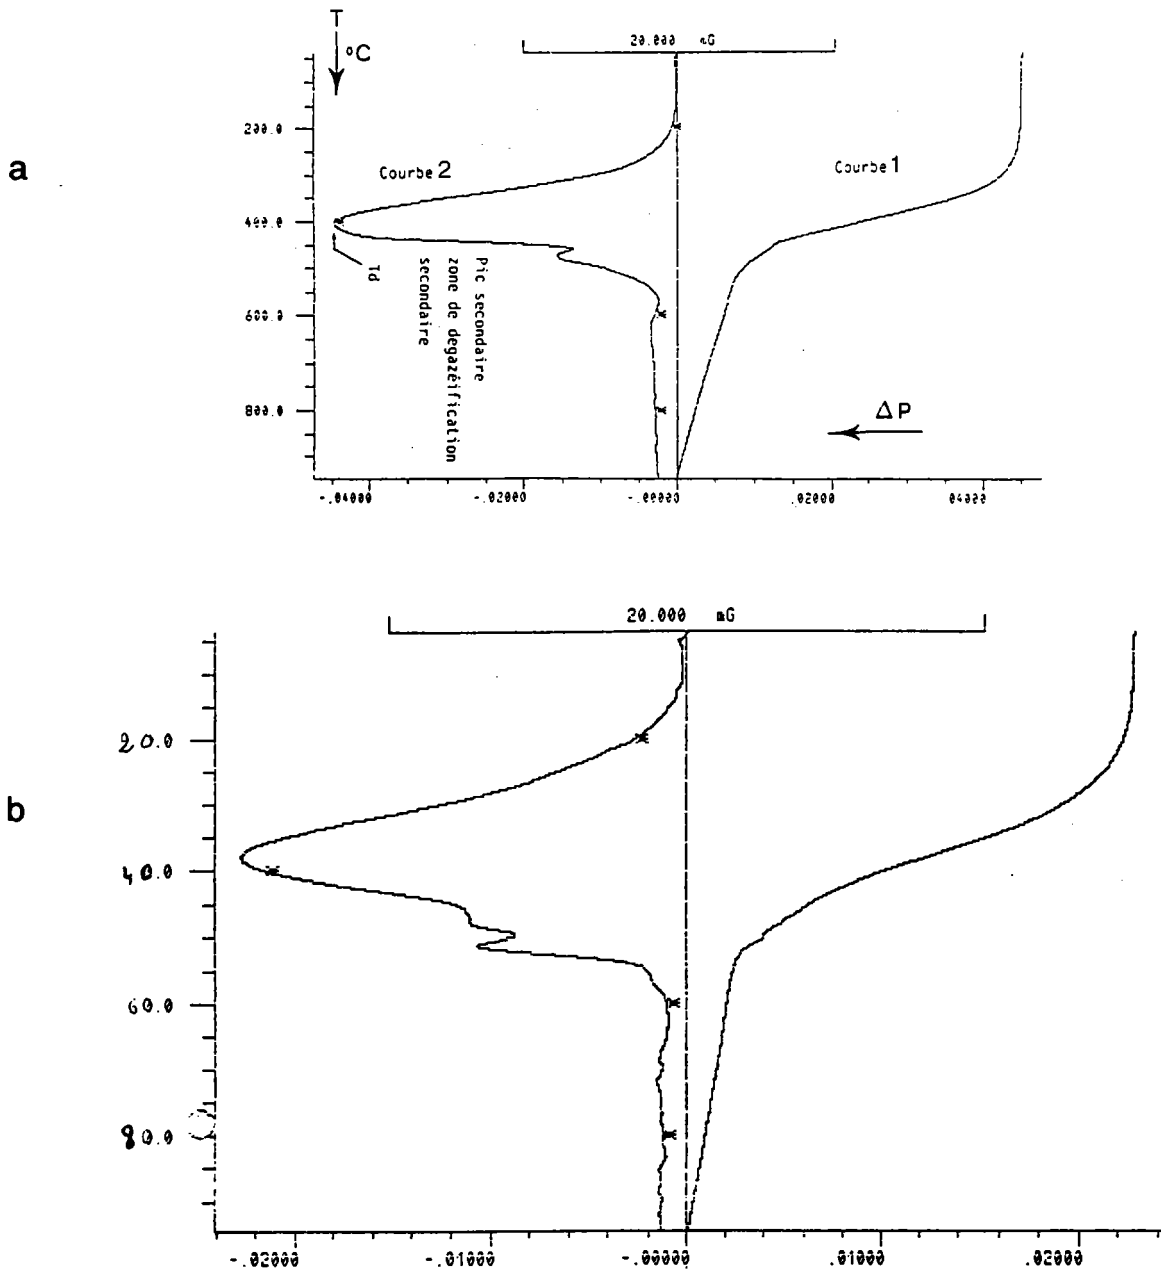 a
T
°C
20.000 mG
200.0
400.0
600.0
800.0
Courbe 2
Courbe 1
P1
Pic secondaire
zone de dégazéification
secondaire
ΔP
-.04000 -.02000 -.00000 .02000 04000
b
20.000 mG
20.0
40.0
60.0
80.0
-.02000 -.01000 -.00000 .01000 .02000